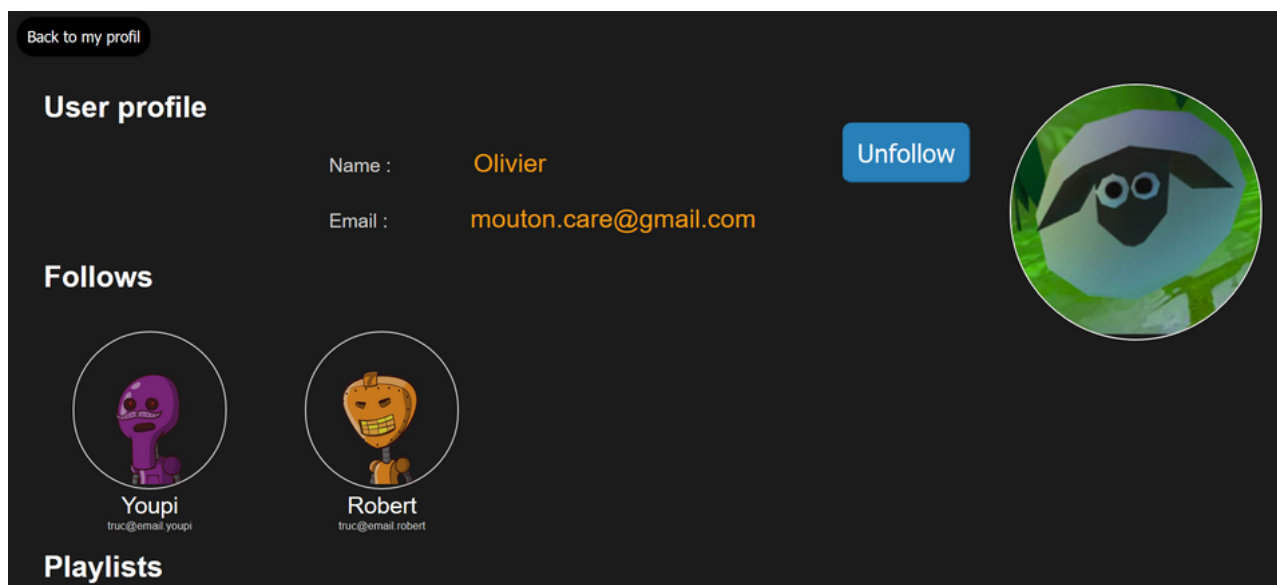 Back to my profil
User profile
Name : Olivier
Unfollow
Email : mouton.care@gmail.com
Follows
Youpi
truc@email.youpi
Robert
truc@email.robert
Playlists